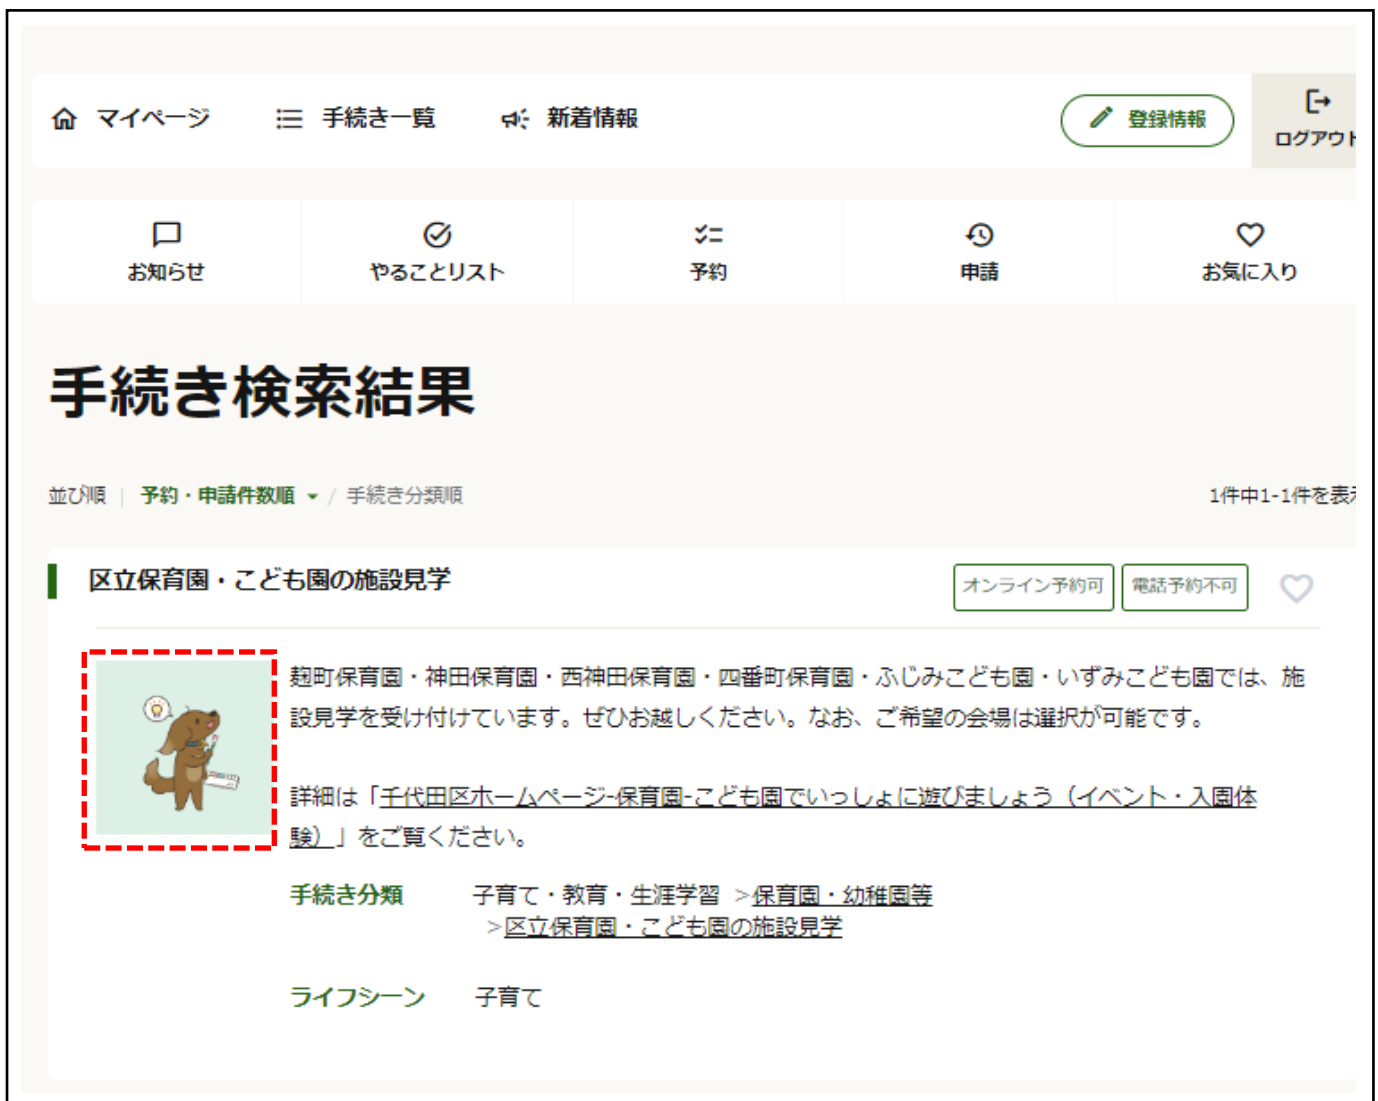 マイページ 手続き一覧 新着情報 登録情報 ログアウト
お知らせ やることリスト 予約 申請 お気に入り
手続き検索結果
並び順 | 予約・申請件数順 / 手続き分類順 1件中1-1件を表
区立保育園・こども園の施設見学 オンライン予約可 電話予約不可
麹町保育園・神田保育園・西神田保育園・四番町保育園・ふじみこども園・いずみこども園では、施
設見学を受け付けています。ぜひお越しください。なお、ご希望の会場は選択が可能です。
詳細は「千代田区ホームページ-保育園-こども園でいっしょに遊びましょう（イベント・入園体
験）」をご覧ください。
手続き分類 子育て・教育・生涯学習 >保育園・幼稚園等
>区立保育園・こども園の施設見学
ライフシーン 子育て